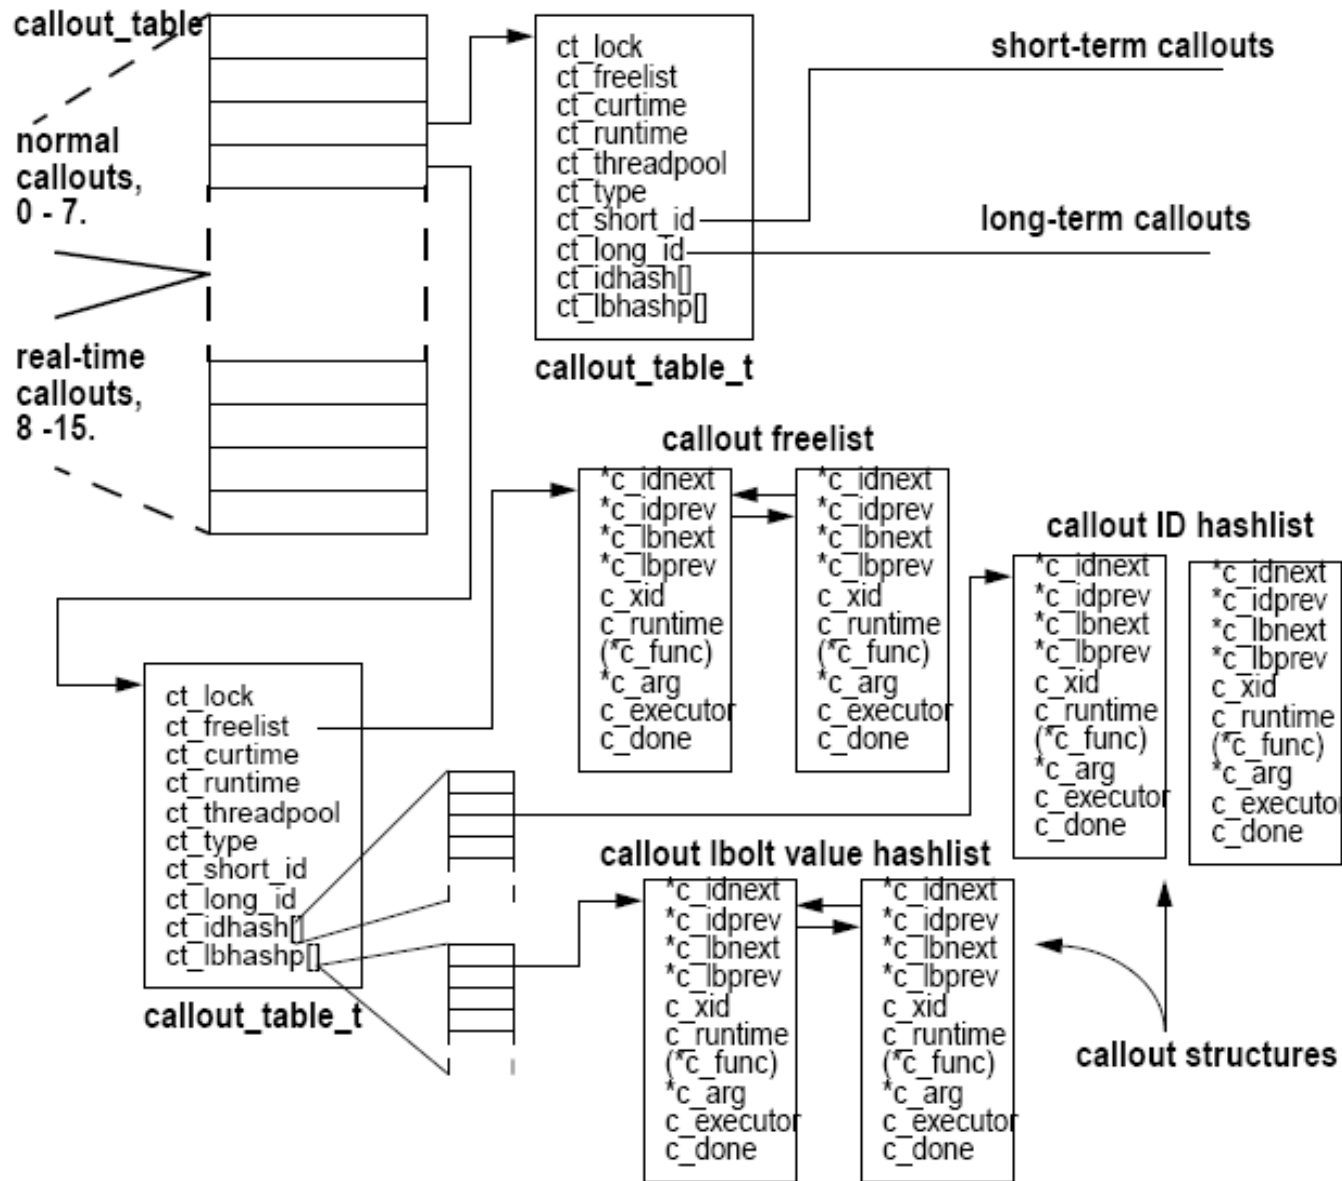 callout_table
normal
callouts,
0 - 7.
real-time
callouts,
8 -15.
ct_lock
ct_freelist
ct_curtime
ct_runtime
ct_threadpool
ct_type
ct_short_id
ct_long_id
ct_idhash[]
ct_lbhashp[]
callout_table_t
short-term callouts
long-term callouts
callout freelist
*c_idnext
*c_idprev
*c_lbnext
*c_lbprev
c_xid
c_runtime
(*c_func)
*c_arg
c_executor
c_done
*c_idnext
*c_idprev
*c_lbnext
*c_lbprev
c_xid
c_runtime
(*c_func)
*c_arg
c_executor
c_done
callout ID hashlist
*c_idnext
*c_idprev
*c_lbnext
*c_lbprev
c_xid
c_runtime
(*c_func)
*c_arg
c_executor
c_done
*c_idnext
*c_idprev
*c_lbnext
*c_lbprev
c_xid
c_runtime
(*c_func)
*c_arg
c_executor
c_done
ct_lock
ct_freelist
ct_curtime
ct_runtime
ct_threadpool
ct_type
ct_short_id
ct_long_id
ct_idhash[]
ct_lbhashp[]
callout_table_t
callout lbolt value hashlist
*c_idnext
*c_idprev
*c_lbnext
*c_lbprev
c_xid
c_runtime
(*c_func)
*c_arg
c_executor
c_done
*c_idnext
*c_idprev
*c_lbnext
*c_lbprev
c_xid
c_runtime
(*c_func)
*c_arg
c_executor
c_done
callout structures